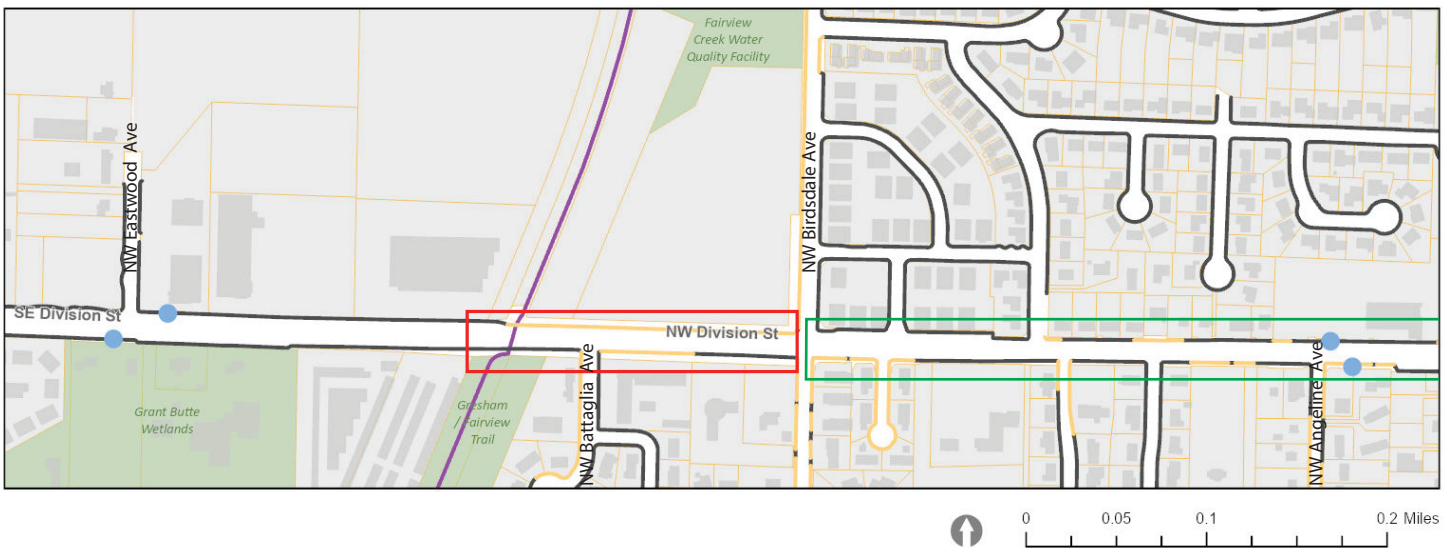 Fairview
Creek Water
Quality Facility
NW Eastwood Ave
NW Birdsdale Ave
SE Division St
NW Division St
NW Battaglia Ave
NW Angeline Ave
Grant Butte
Wetlands
Gresham
/ Fairview
Trail
0 0.05 0.1 0.2 Miles